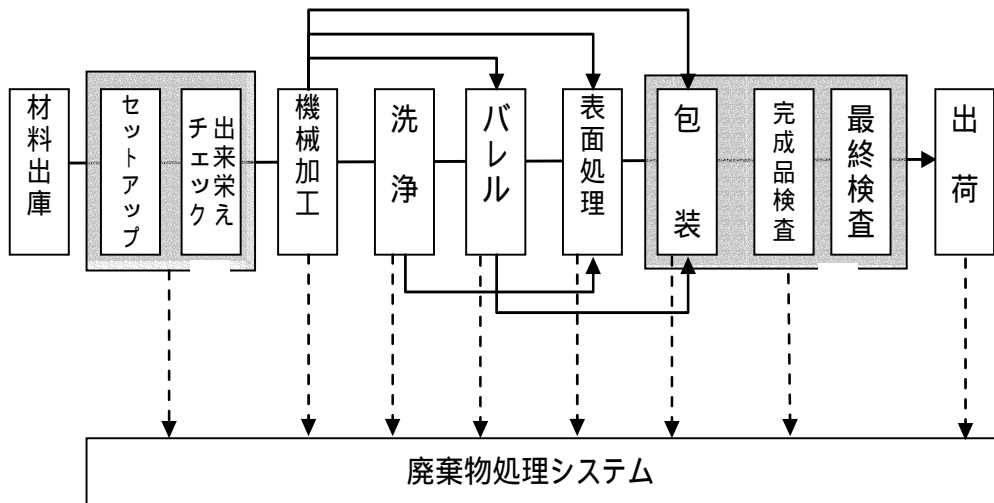 材料出庫
セットアップ
出来栄え
チェック
機械加工
洗浄
バレル
表面処理
包装
完成品検査
最終検査
出荷
廃棄物処理システム